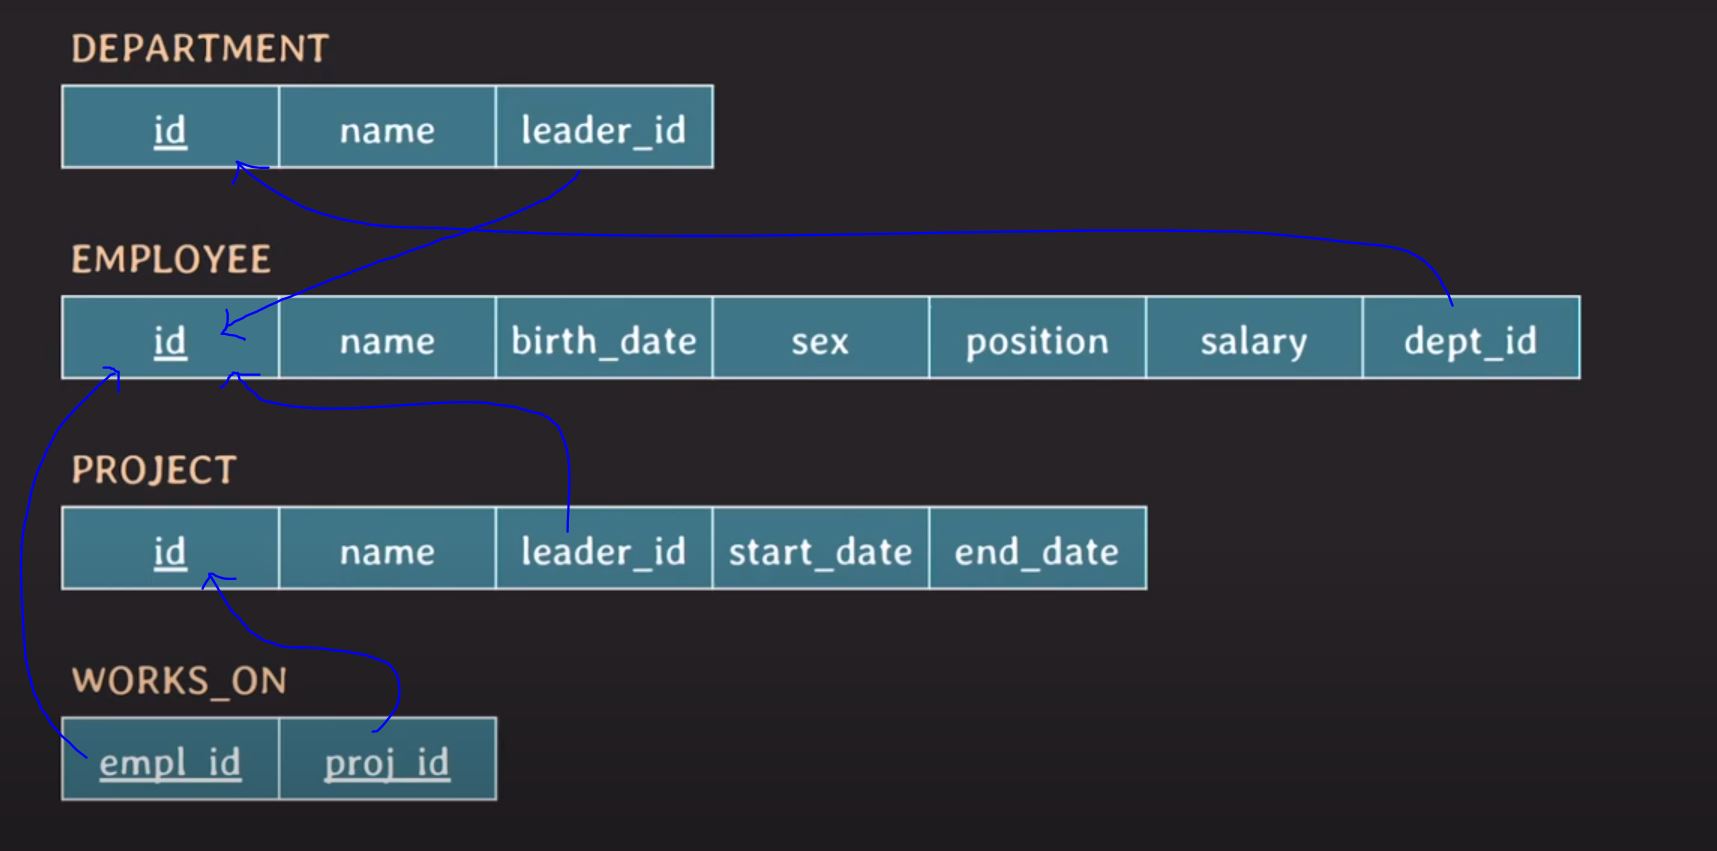 DEPARTMENT
id name leader_id
EMPLOYEE
id name birth_date sex position salary dept_id
PROJECT
id name leader_id start_date end_date
WORKS_ON
empl_id proj_id